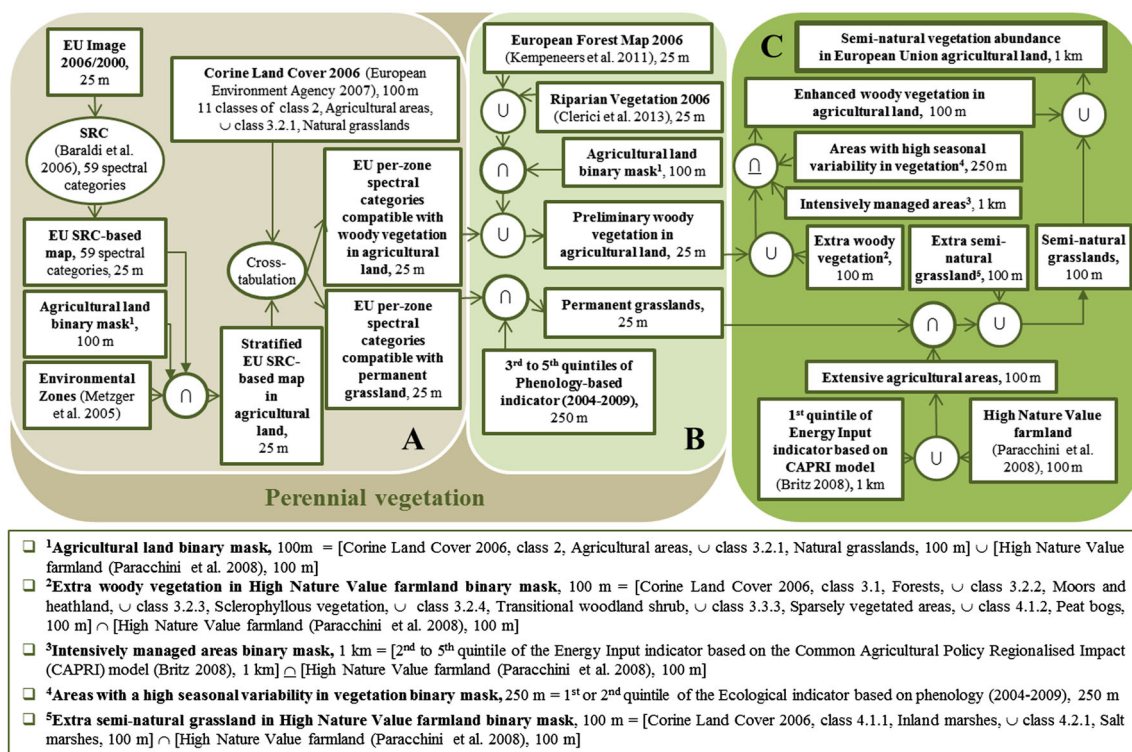 EU Image
2006/2000,
25 m
SRC
(Baraldi et al.
2006), 59 spectral
categories
EU SRC-based
map, 59 spectral
categories, 25 m
Agricultural land
binary mask¹,
100 m
Environmental
Zones (Metzger
et al. 2005)
∩
Corine Land Cover 2006 (European
Environment Agency 2007), 100 m
11 classes of class 2, Agricultural areas,
∪ class 3.2.1, Natural grasslands
Cross-
tabulation
Stratified
EU SRC-
based map
in
agricultural
land,
25 m
EU per-zone
spectral
categories
compatible with
woody vegetation
in agricultural
land, 25 m
EU per-zone
spectral
categories
compatible with
permanent
grassland, 25 m
A
Perennial vegetation
European Forest Map 2006
(Kempeneers et al. 2011), 25 m
∪
Riparian Vegetation 2006
(Clerici et al. 2013), 25 m
∩
Agricultural land
binary mask¹, 100 m
∪
Preliminary woody
vegetation in
agricultural land,
25 m
∩
Permanent grasslands,
25 m
3rd to 5th quintiles of
Phenology-based
indicator (2004-2009),
250 m
B
C
Semi-natural vegetation abundance
in European Union agricultural land, 1 km
Enhanced woody vegetation in
agricultural land, 100 m
∪
∩
Areas with high seasonal
variability in vegetation⁴, 250 m
Intensively managed areas³, 1 km
∪
Extra woody
vegetation²,
100 m
Extra semi-
natural
grassland⁵, 100 m
Semi-natural
grasslands,
100 m
∩
∪
Extensive agricultural areas, 100 m
1st quintile of
Energy Input
indicator based on
CAPRI model
(Britz 2008), 1 km
∪
High Nature Value
farmland
(Paracchini et al.
2008), 100 m
❑ ¹Agricultural land binary mask, 100m = [Corine Land Cover 2006, class 2, Agricultural areas, ∪ class 3.2.1, Natural grasslands, 100 m] ∪ [High Nature Value
farmland (Paracchini et al. 2008), 100 m]
❑ ²Extra woody vegetation in High Nature Value farmland binary mask, 100 m = [Corine Land Cover 2006, class 3.1, Forests, ∪ class 3.2.2, Moors and
heathland, ∪ class 3.2.3, Sclerophyllous vegetation, ∪ class 3.2.4, Transitional woodland shrub, ∪ class 3.3.3, Sparsely vegetated areas, ∪ class 4.1.2, Peat bogs,
100 m] ∩ [High Nature Value farmland (Paracchini et al. 2008), 100 m]
❑ ³Intensively managed areas binary mask, 1 km = [2nd to 5th quintile of the Energy Input indicator based on the Common Agricultural Policy Regionalised Impact
(CAPRI) model (Britz 2008), 1 km] ∩ [High Nature Value farmland (Paracchini et al. 2008), 100 m]
❑ ⁴Areas with a high seasonal variability in vegetation binary mask, 250 m = 1st or 2nd quintile of the Ecological indicator based on phenology (2004-2009), 250 m
❑ ⁵Extra semi-natural grassland in High Nature Value farmland binary mask, 100 m = [Corine Land Cover 2006, class 4.1.1, Inland marshes, ∪ class 4.2.1, Salt
marshes, 100 m] ∩ [High Nature Value farmland (Paracchini et al. 2008), 100 m]